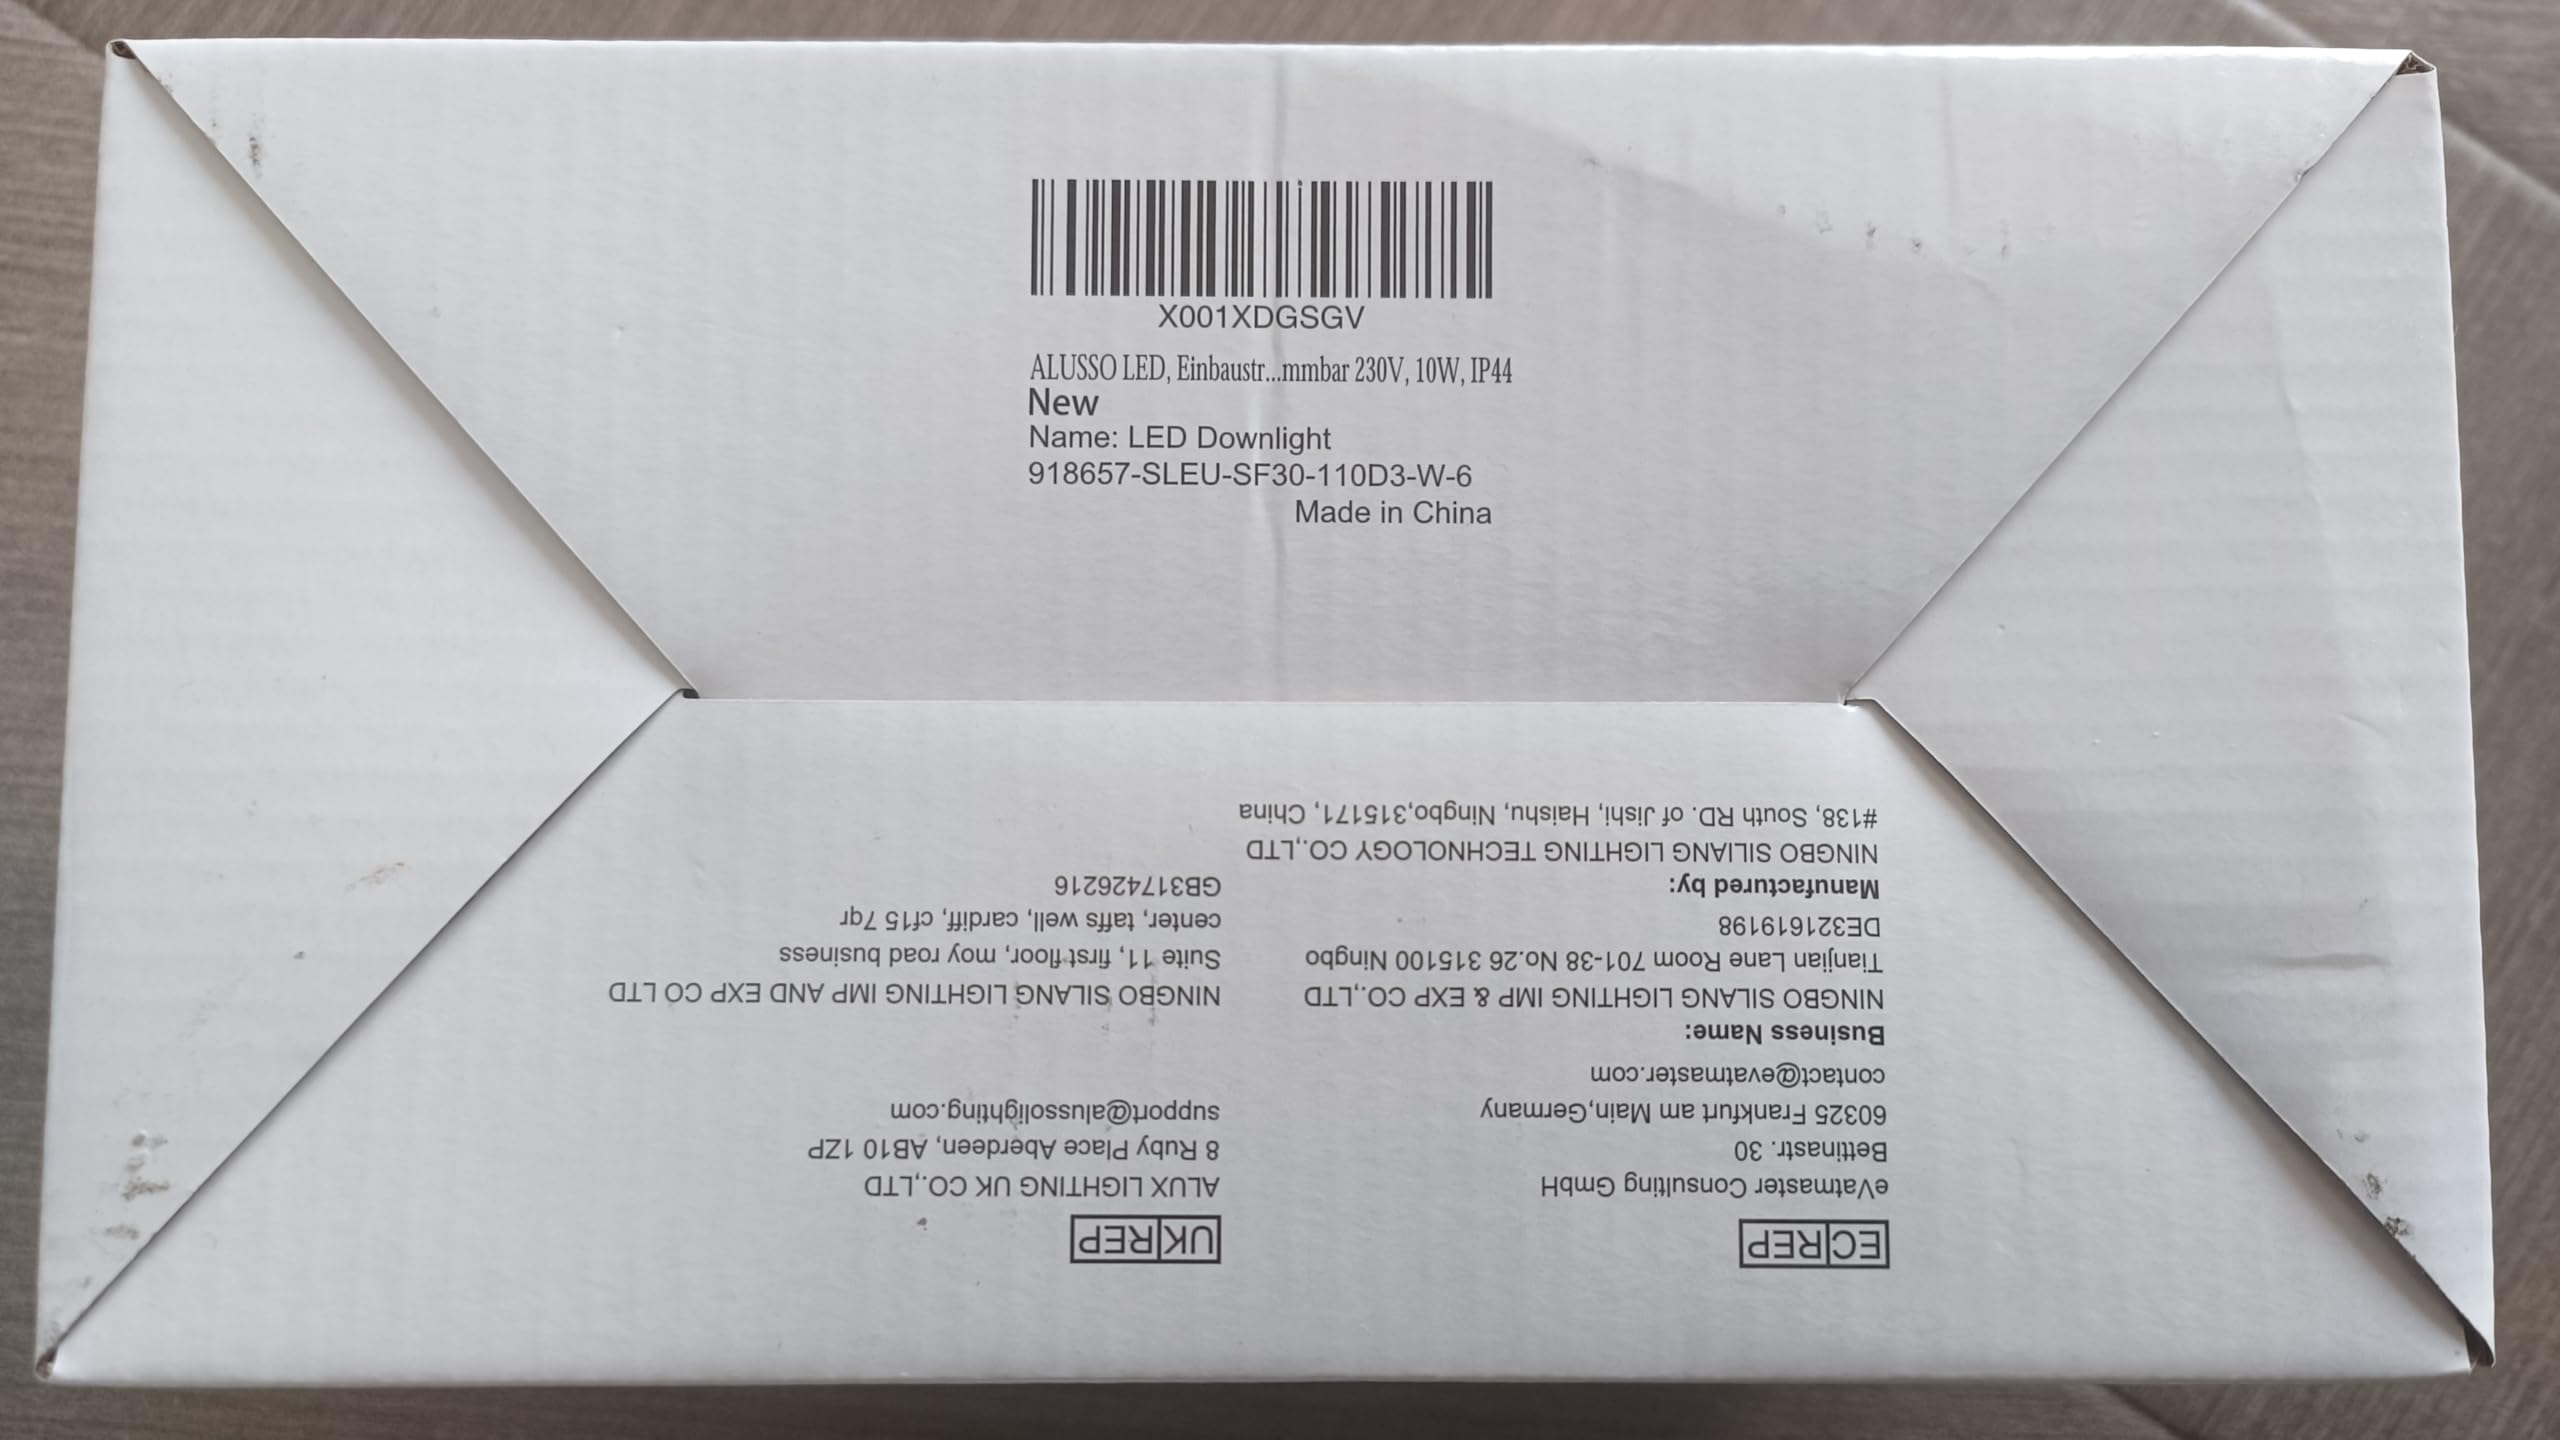 X001XDGSGV
ALUSSO LED, Einbaustr...mmbar 230V, 10W, IP44
New
Name: LED Downlight
918657-SLEU-SF30-110D3-W-6
Made in China
EC REP
eVatmaster Consulting GmbH
Bettinastr. 30
60325 Frankfurt am Main,Germany
contact@evatmaster.com
Business Name:
NINGBO SILANG LIGHTING IMP & EXP CO.,LTD
Tianjian Lane Room 701-38 No.26 315100 Ningbo
DE321619198
Manufactured by:
NINGBO SILIANG LIGHTING TECHNOLOGY CO.,LTD
#138, South RD. of Jishi, Haishu, Ningbo,315171, China
UK REP
ALUX LIGHTING UK CO.,LTD
8 Ruby Place Aberdeen, AB10 1ZP
support@alussolighting.com
NINGBO SILANG LIGHTING IMP AND EXP CO LTD
Suite 11, first floor, moy road business
center, taffs well, cardiff, cf15 7qr
GB317426216